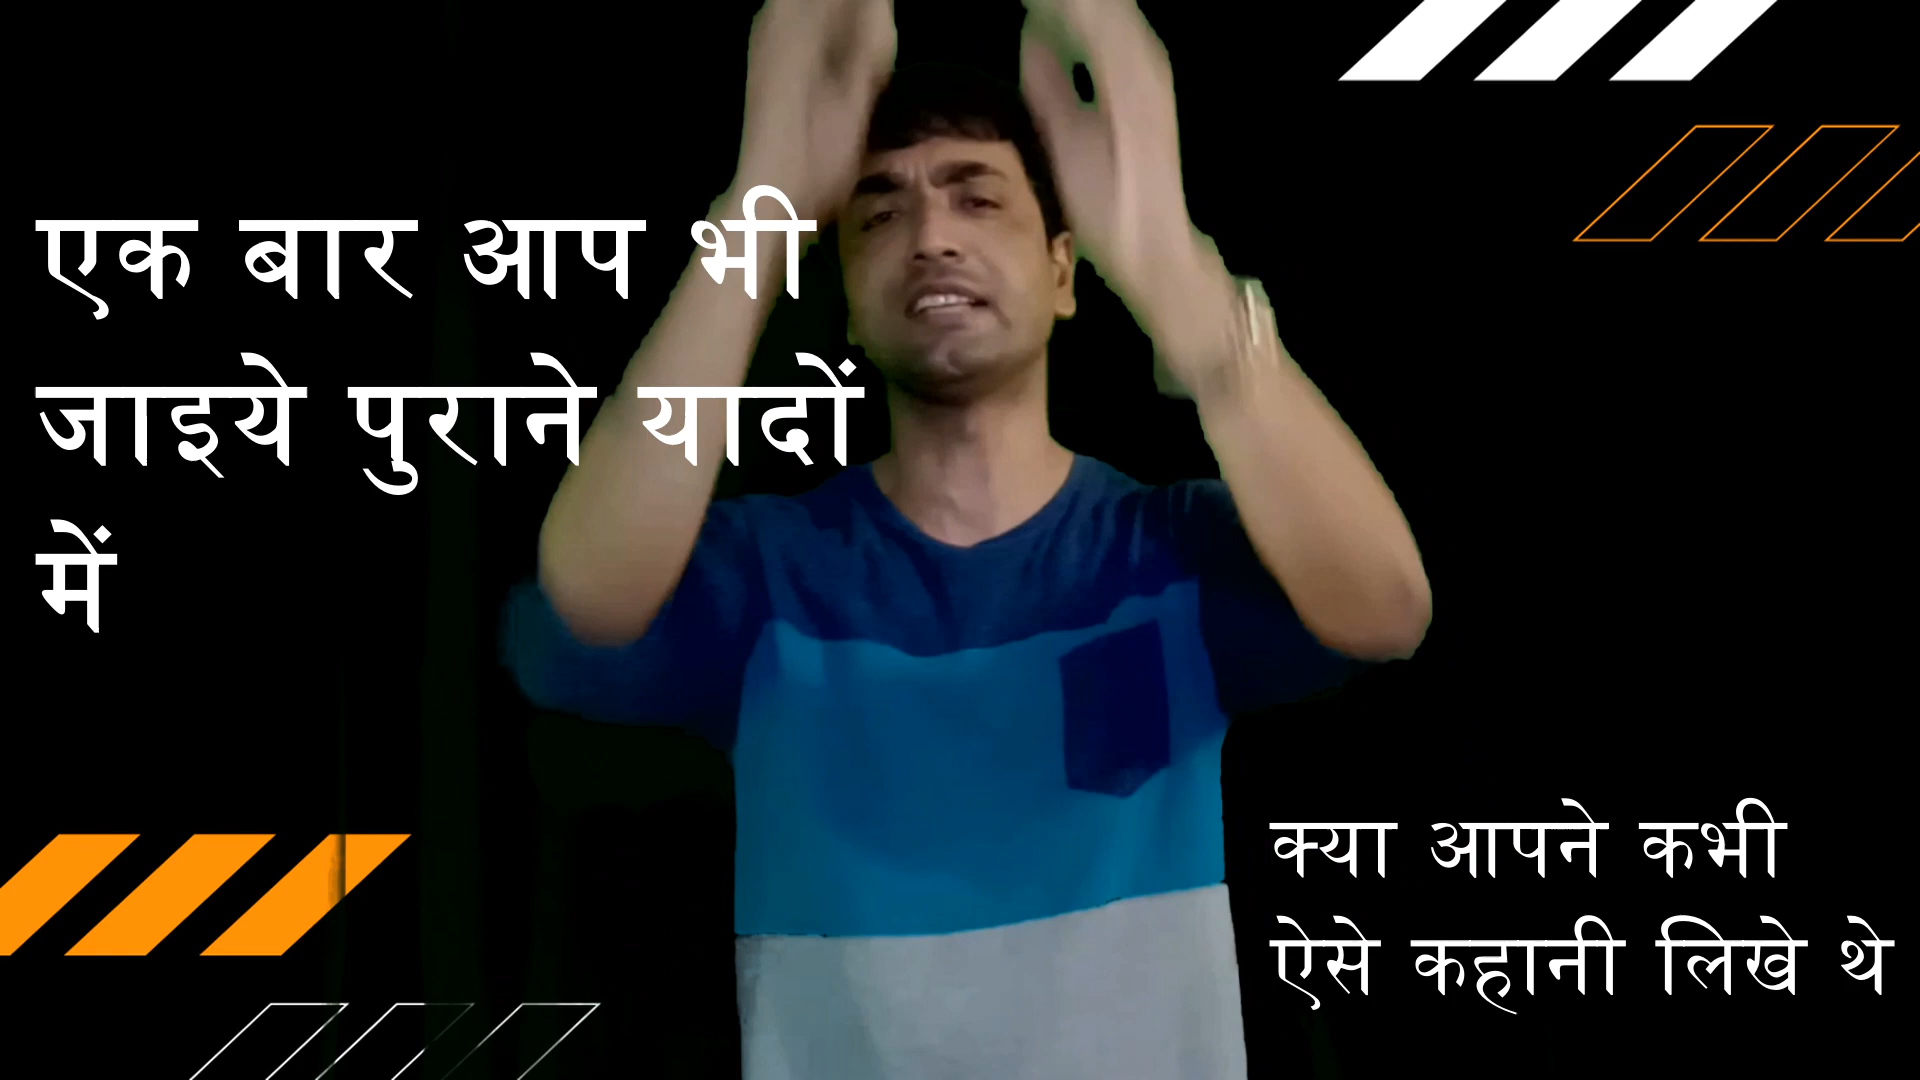 एक बार आप भी
जाइये पुराने यादों
में
क्या आपने कभी
ऐसे कहानी लिखे थे